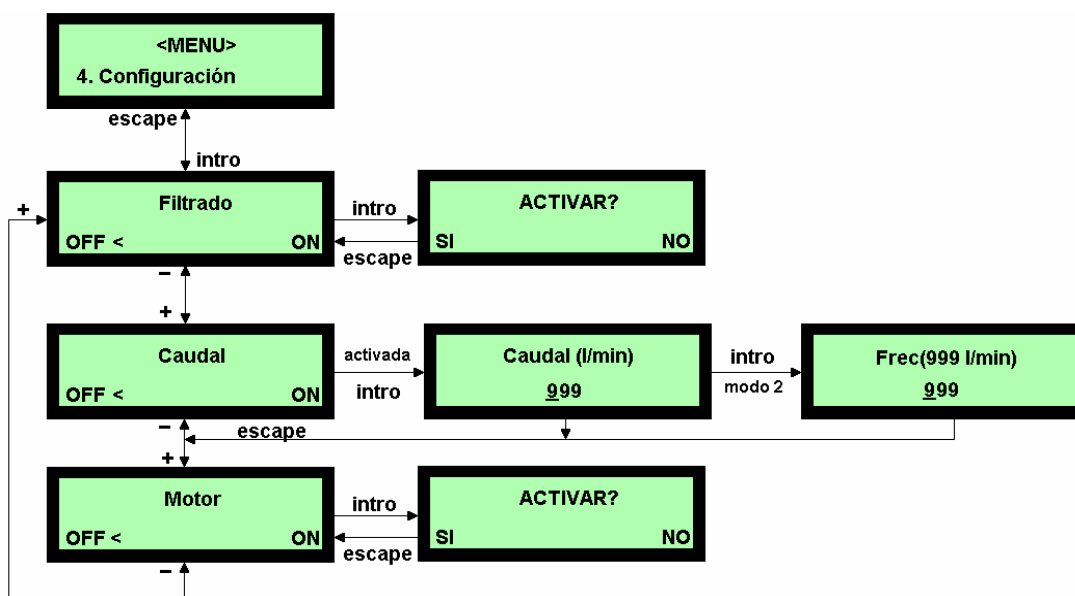 <MENU>
4. Configuración
escape
intro
+
Filtrado
OFF < ON
intro
escape
ACTIVAR?
SI NO
–
+
Caudal
OFF < ON
activada
intro
Caudal (l/min)
999
intro
modo 2
Frec(999 l/min)
999
–
escape
+
Motor
OFF < ON
intro
escape
ACTIVAR?
SI NO
–